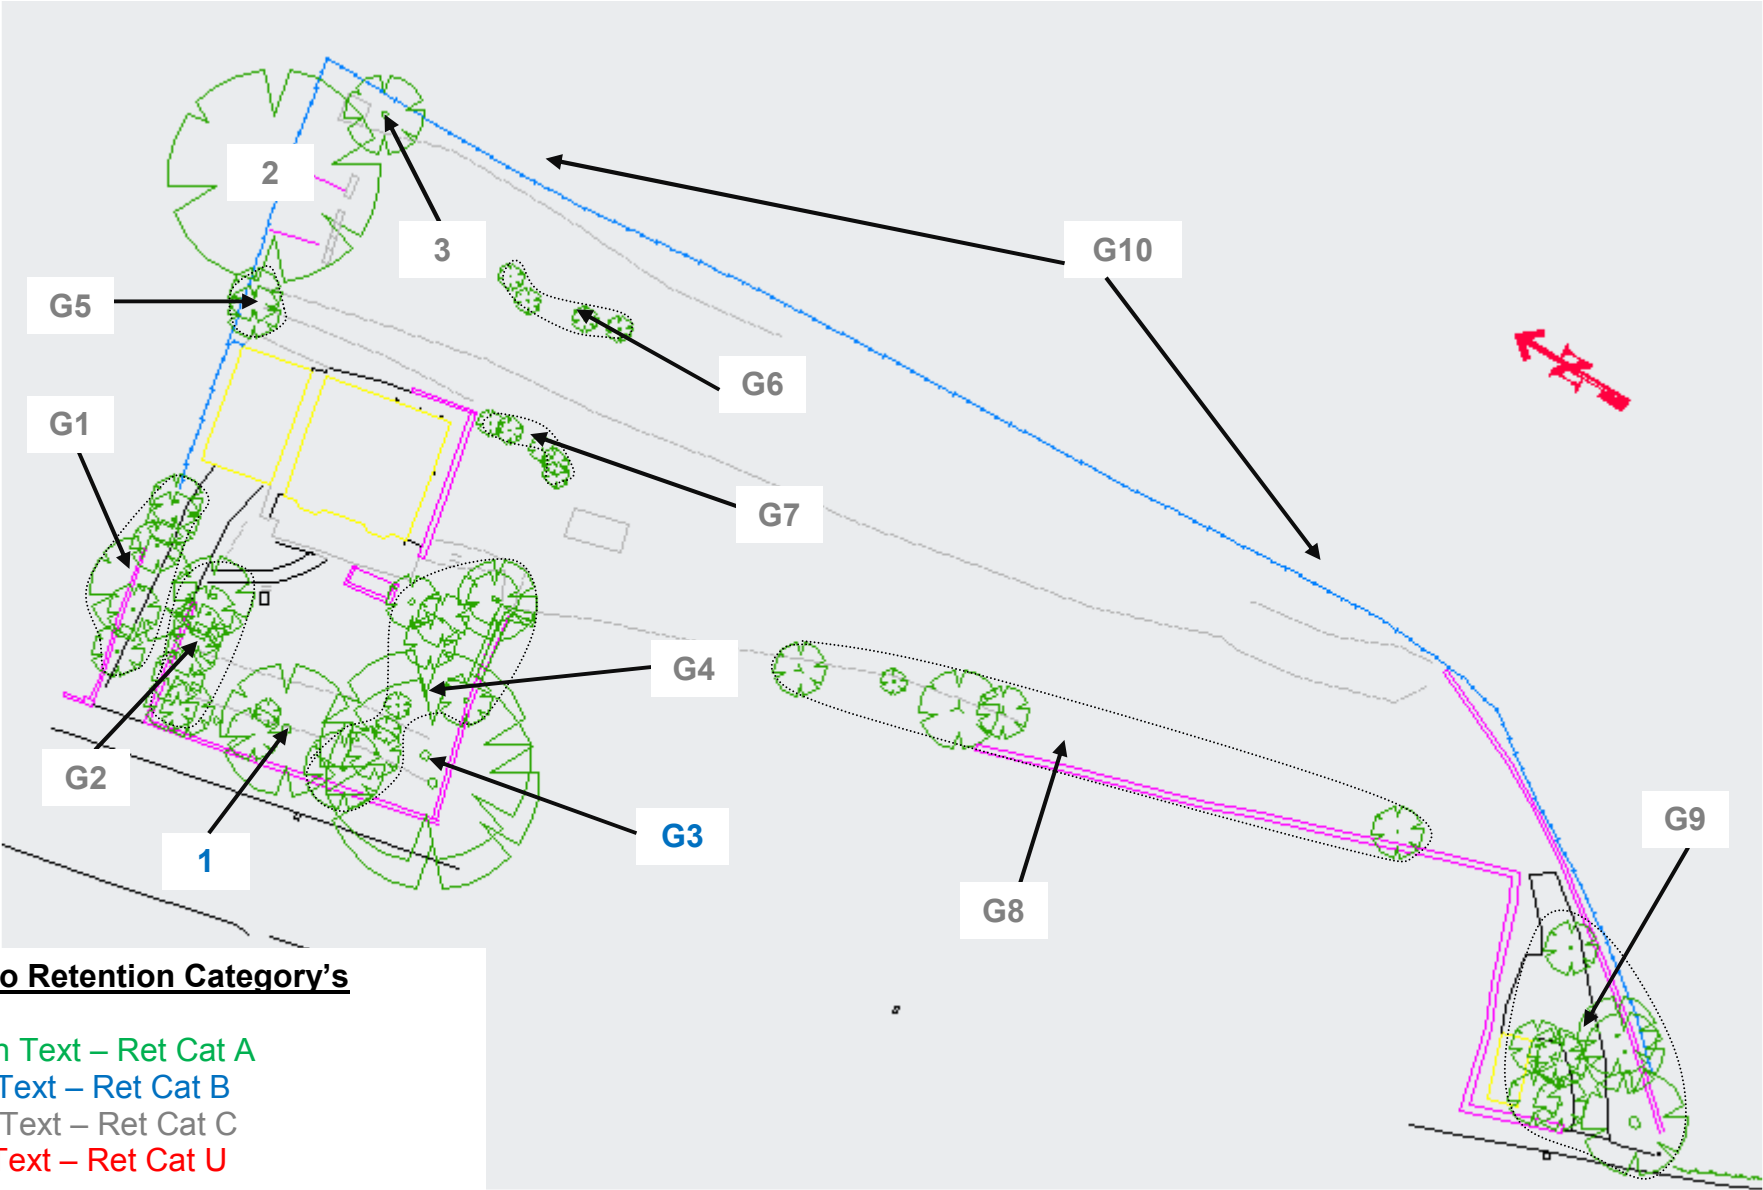 2
3
G10
G5
G6
G1
G7
G4
G2
G3
1
G8
G9
o Retention Category's
Text – Ret Cat A
Text – Ret Cat B
Text – Ret Cat C
Text – Ret Cat U